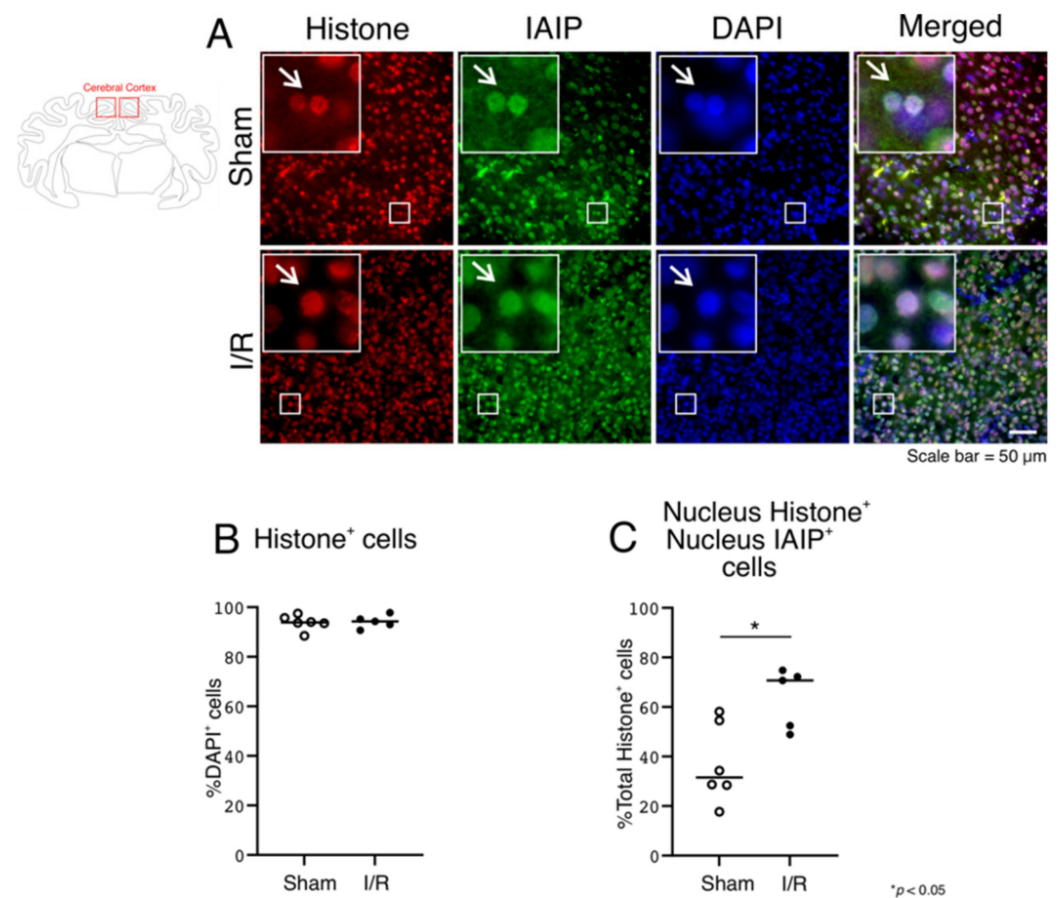 A
Histone
IAIP
DAPI
Merged
Cerebral Cortex
Sham
I/R
Scale bar = 50 µm
B
Histone⁺ cells
%DAPI⁺ cells
100
80
60
40
20
0
Sham
I/R
C
Nucleus Histone⁺
Nucleus IAIP⁺
cells
%Total Histone⁺ cells
100
80
60
40
20
0
*
Sham
I/R
*p < 0.05